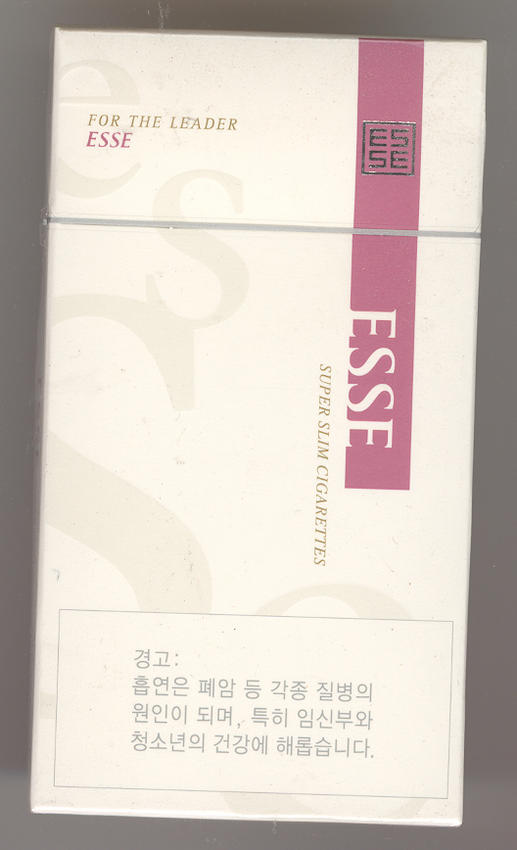 FOR THE LEADER
ESSE
ES
SE
ESSE
SUPER SLIM CIGARETTES
경고:
흡연은 폐암 등 각종 질병의
원인이 되며, 특히 임신부와
청소년의 건강에 해롭습니다.
e
s
s
e